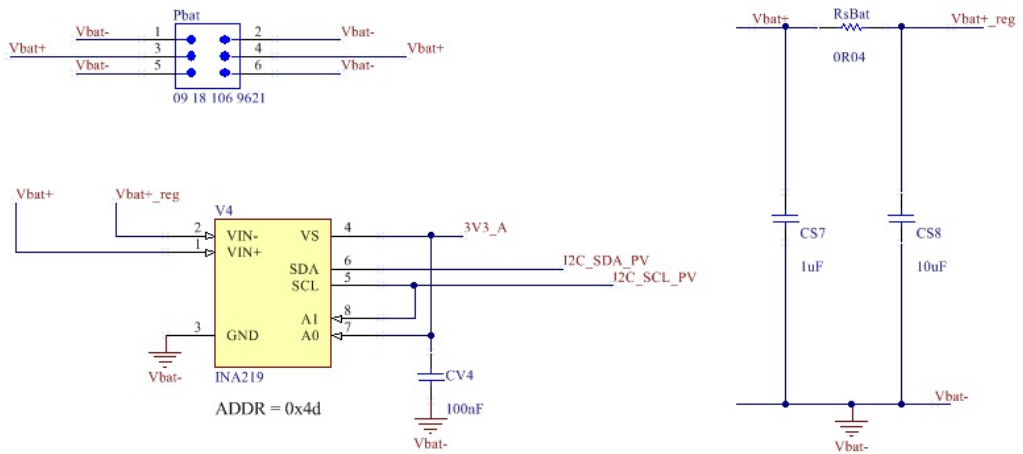 Pbat
Vbat- 1 2 Vbat-
Vbat+ 3 4 Vbat+
Vbat- 5 6 Vbat-
09 18 106 9621
Vbat+ RsBat Vbat+_reg
0R04
Vbat+ Vbat+_reg
V4
2 VIN- VS 4 3V3_A
1 VIN+
SDA 6 I2C_SDA_PV
SCL 5 I2C_SCL_PV
A1 8
3 GND A0 7
Vbat-
INA219
ADDR = 0x4d
CV4
100nF
Vbat-
CS7
1uF
CS8
10uF
Vbat-
Vbat-